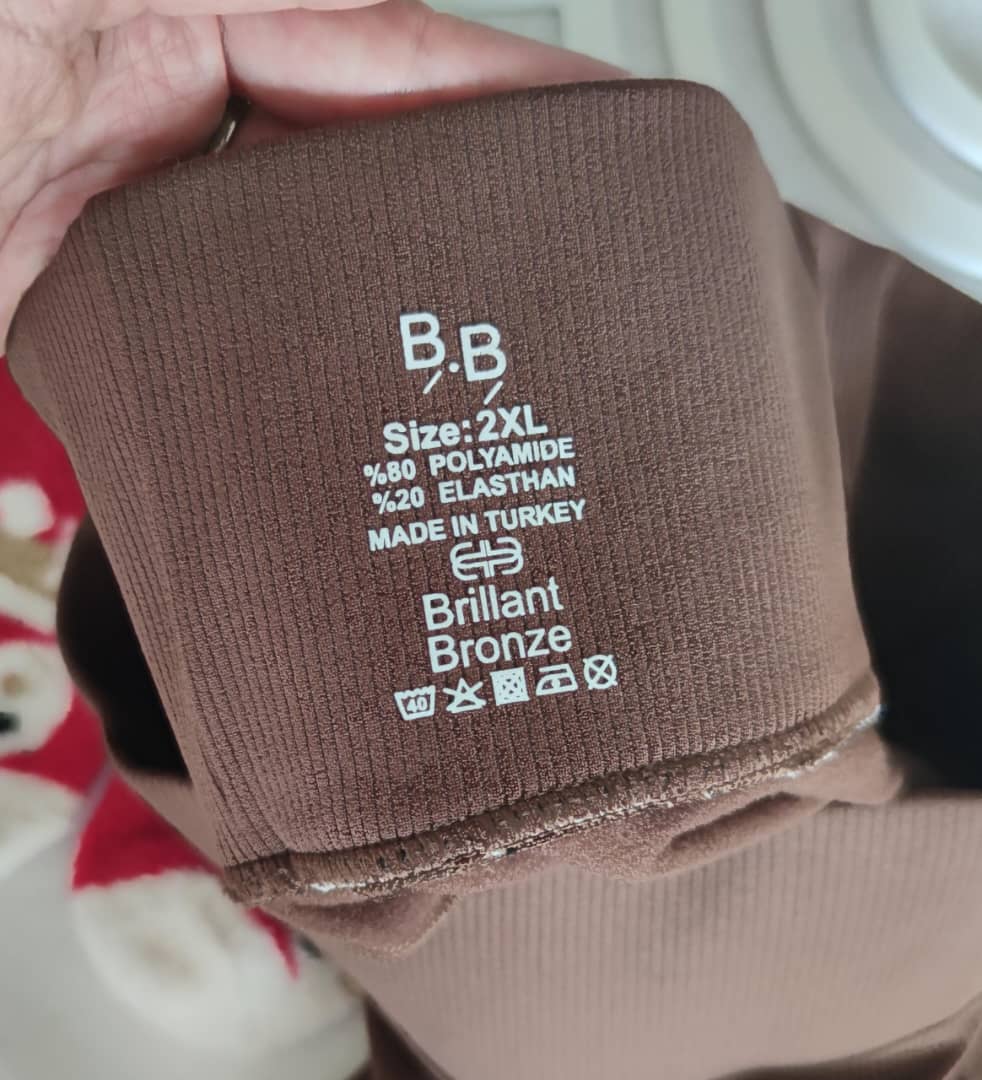 B.B
Size: 2XL
%80 POLYAMIDE
%20 ELASTHAN
MADE IN TURKEY
Brillant
Bronze
40